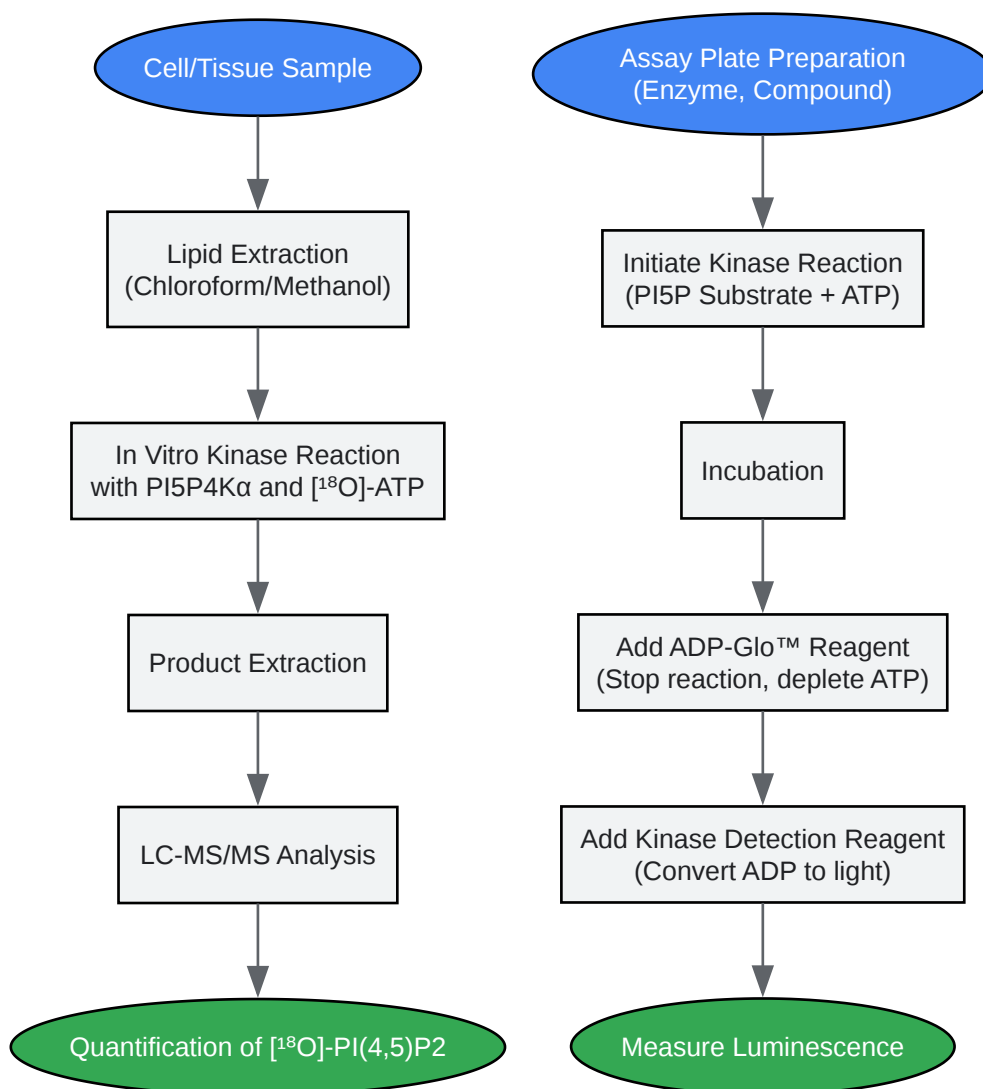 Cell/Tissue Sample
Lipid Extraction
(Chloroform/Methanol)
In Vitro Kinase Reaction
with PI5P4Kα and [¹⁸O]-ATP
Product Extraction
LC-MS/MS Analysis
Quantification of [¹⁸O]-PI(4,5)P2
Assay Plate Preparation
(Enzyme, Compound)
Initiate Kinase Reaction
(PI5P Substrate + ATP)
Incubation
Add ADP-Glo™ Reagent
(Stop reaction, deplete ATP)
Add Kinase Detection Reagent
(Convert ADP to light)
Measure Luminescence